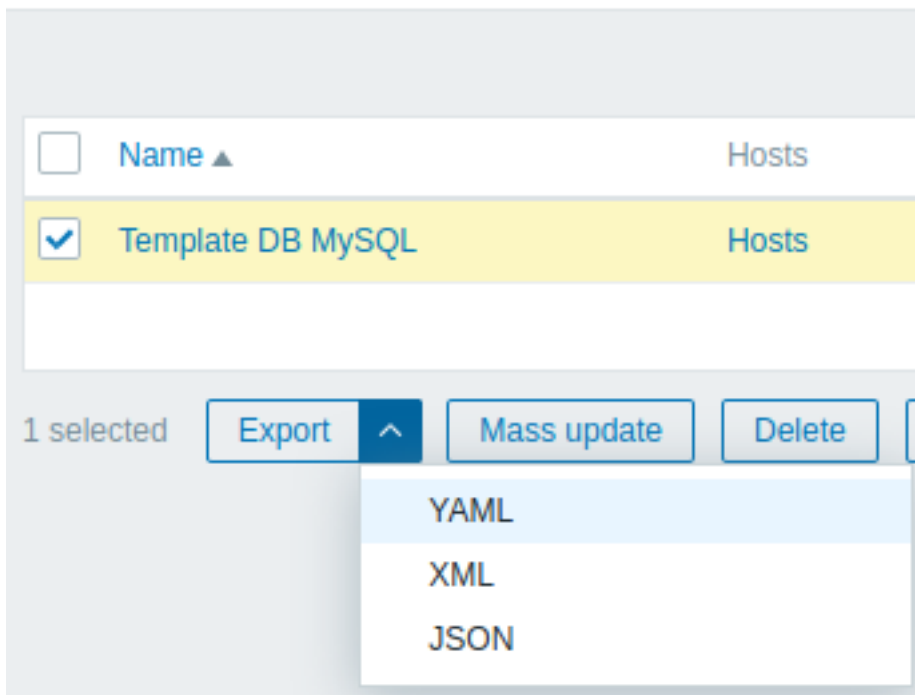 Name ▲ Hosts
Template DB MySQL Hosts
1 selected Export Mass update Delete
YAML
XML
JSON